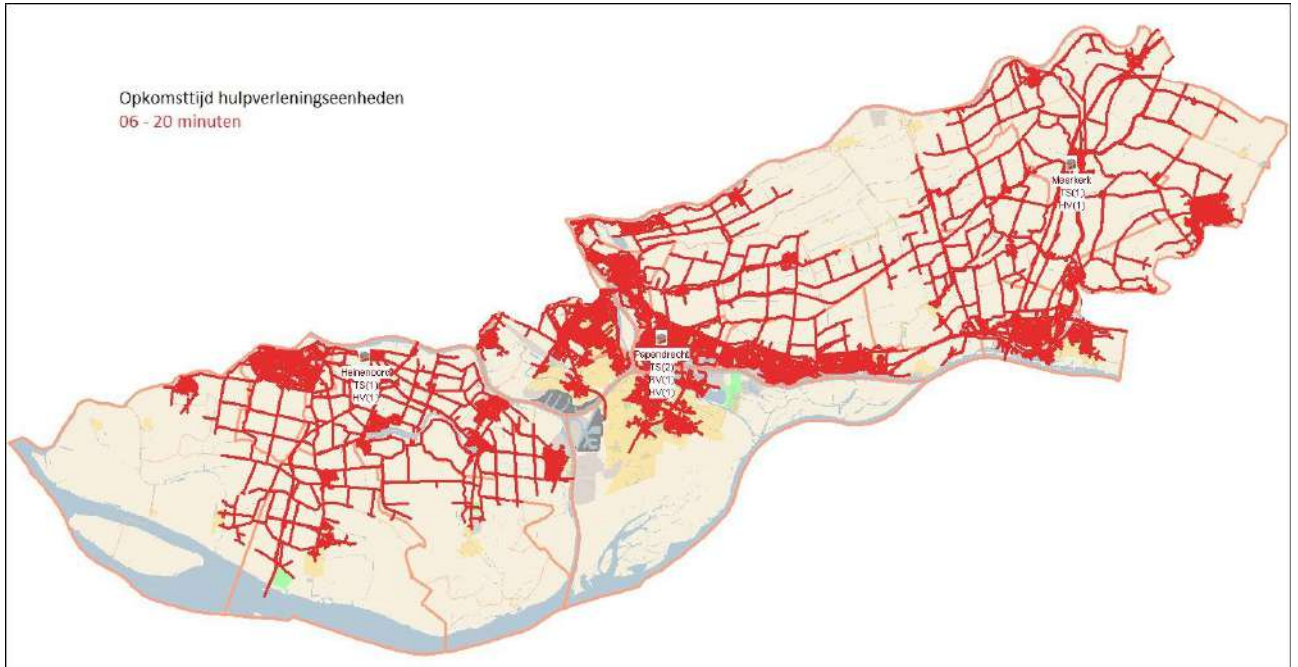 Opkomsttijd hulpverleningseenheden
06 - 20 minuten
Meerkerk
TS(1)
HV(1)
Papendrecht
TS(2)
RV(1)
HV(1)
Heinenoord
TS(1)
HV(1)